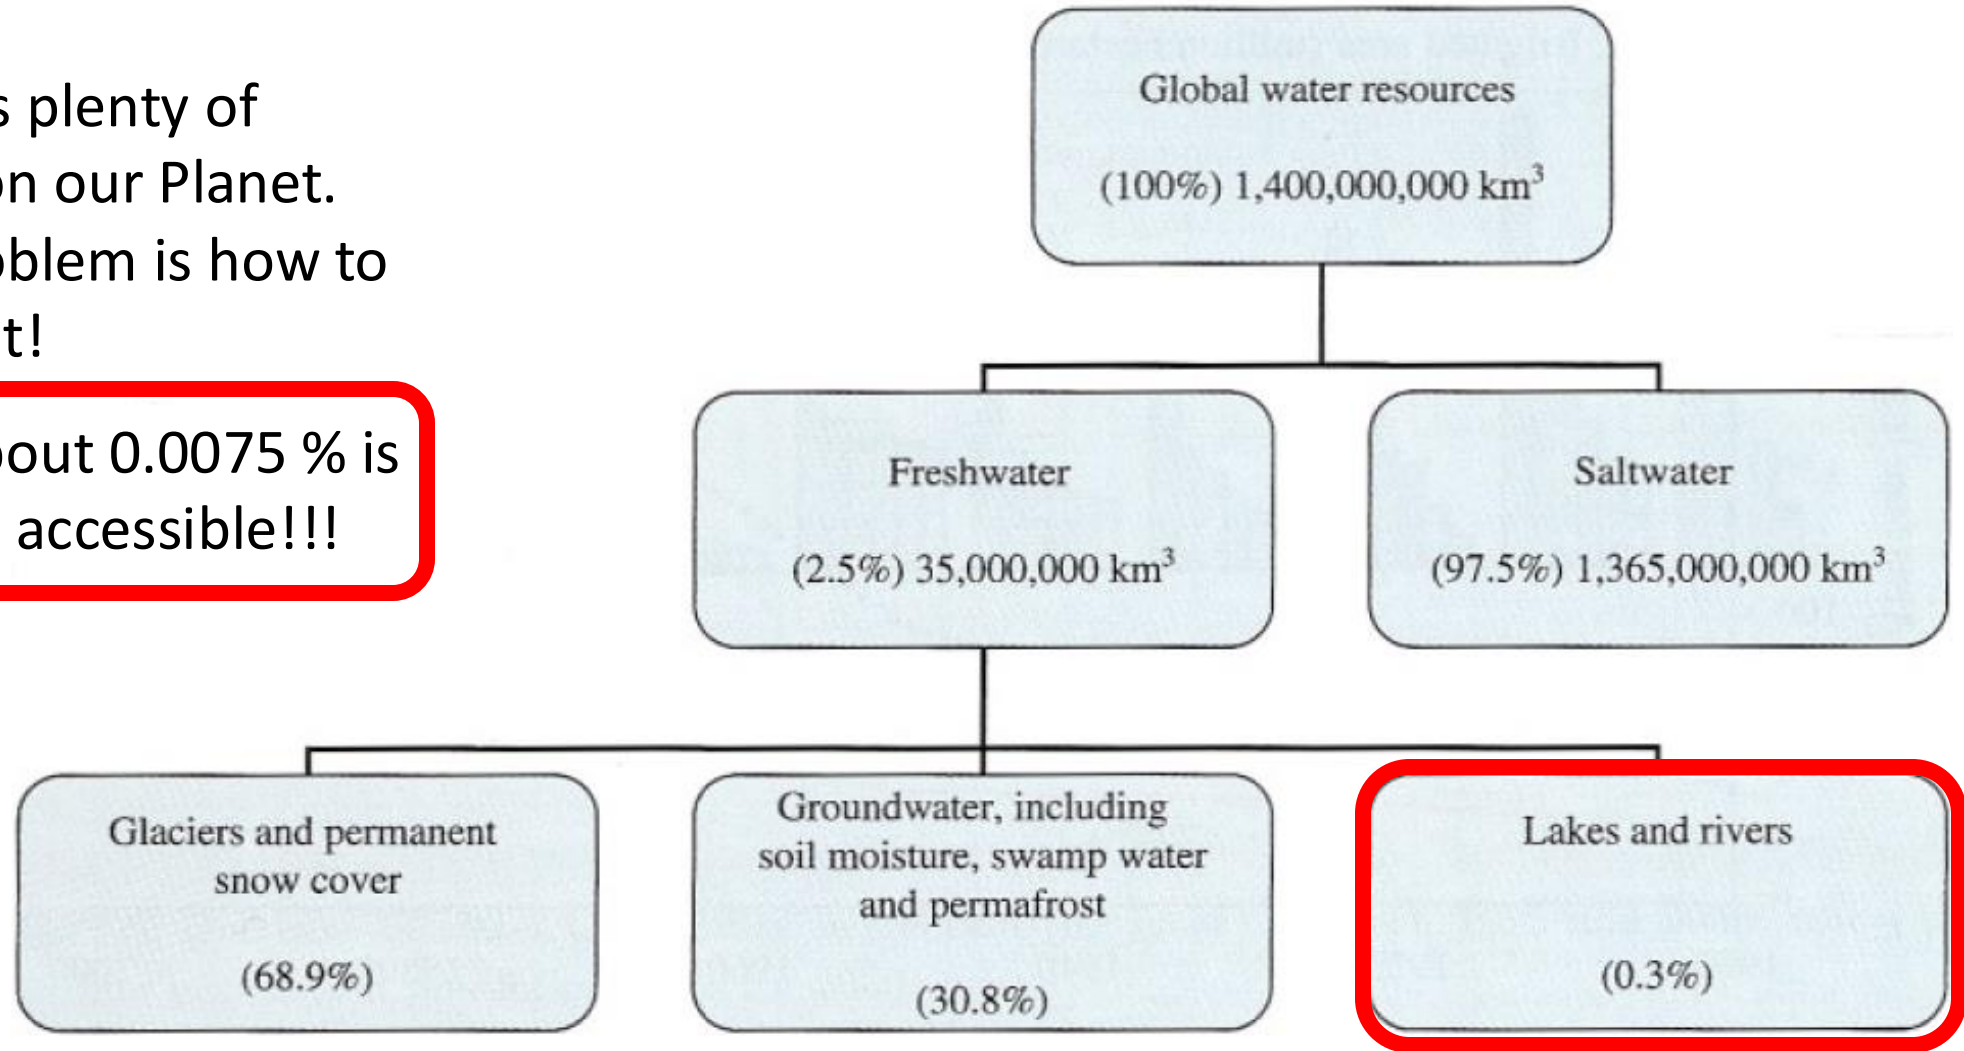 s plenty of
on our Planet.
oblem is how to
t!
bout 0.0075 % is
accessible!!!
Global water resources
(100%) 1,400,000,000 km³
Freshwater
(2.5%) 35,000,000 km³
Saltwater
(97.5%) 1,365,000,000 km³
Glaciers and permanent
snow cover
(68.9%)
Groundwater, including
soil moisture, swamp water
and permafrost
(30.8%)
Lakes and rivers
(0.3%)